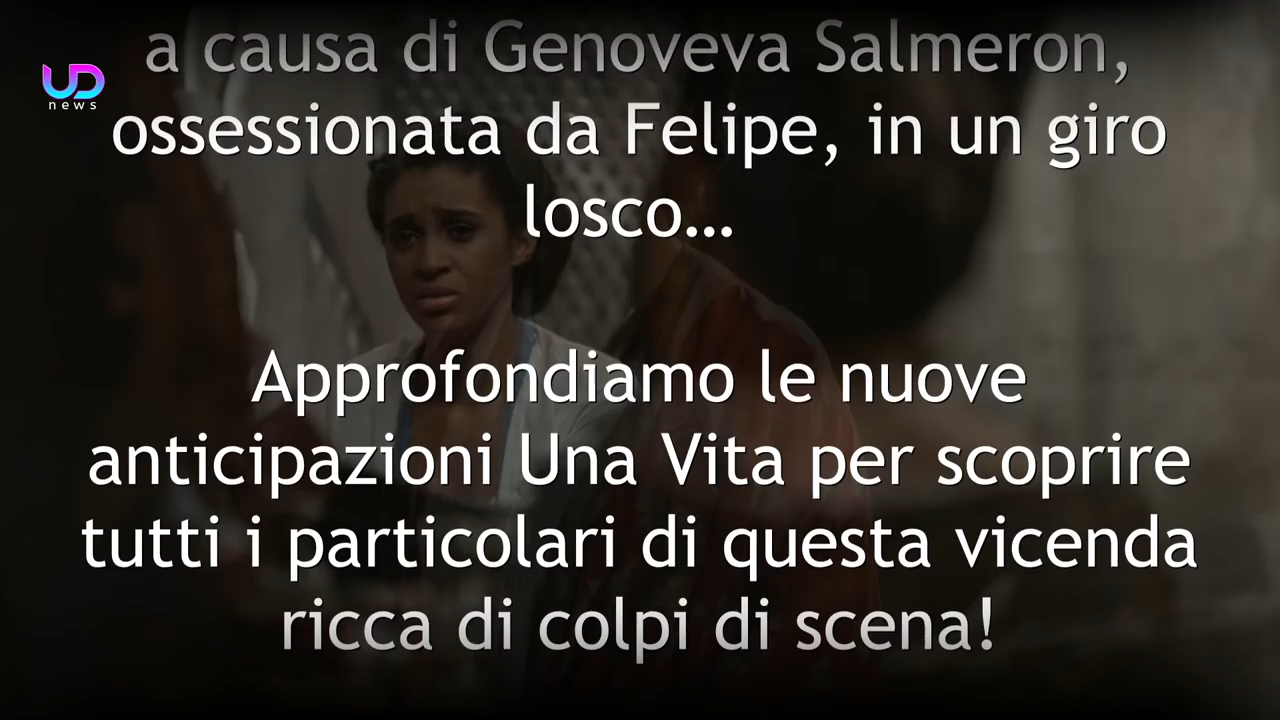 a causa di Genoveva Salmeron,
UD
news
ossessionata da Felipe, in un giro
losco...
Approfondiamo le nuove
anticipazioni Una Vita per scoprire
tutti i particolari di questa vicenda
ricca di colpi di scena!